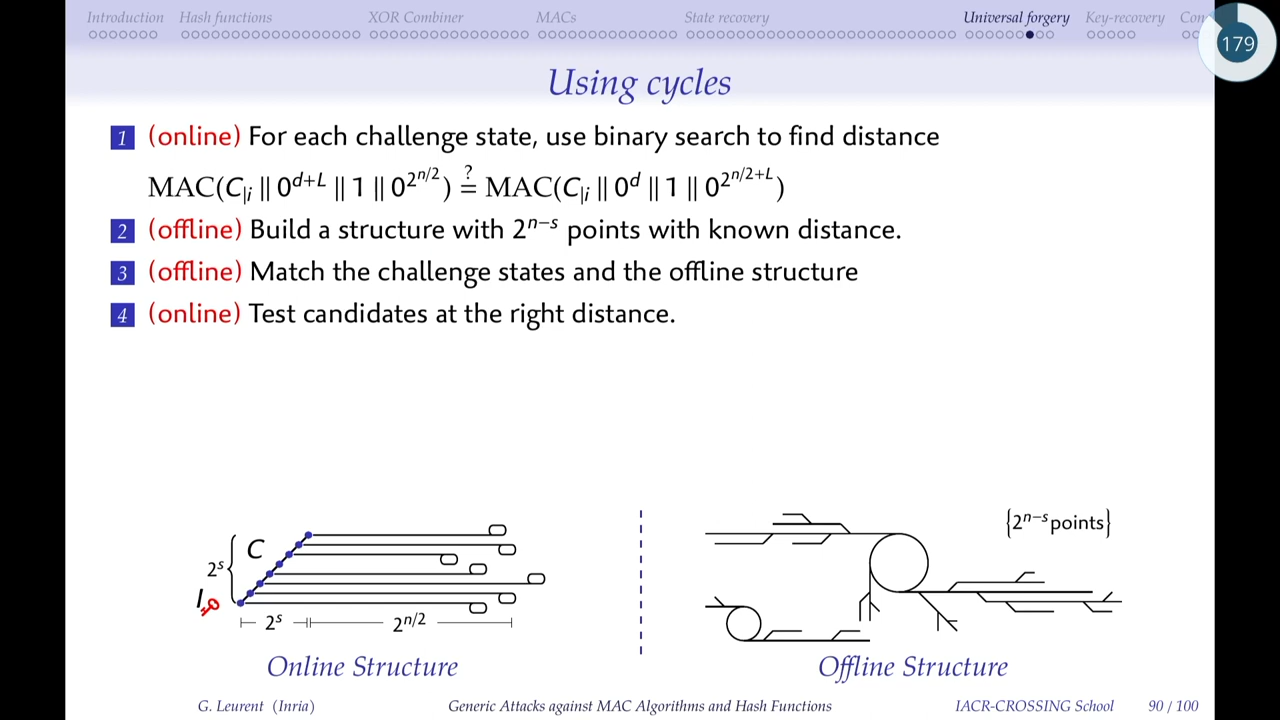 Introduction Hash functions XOR Combiner MACs State recovery Universal forgery Key-recovery Con
179
Using cycles
1 (online) For each challenge state, use binary search to find distance
MAC(C|i ‖ 0^{d+L} ‖ 1 ‖ 0^{2^{n/2}}) ≟ MAC(C|i ‖ 0^d ‖ 1 ‖ 0^{2^{n/2}+L})
2 (offline) Build a structure with 2^{n−s} points with known distance.
3 (offline) Match the challenge states and the offline structure
4 (online) Test candidates at the right distance.
{2^{n−s} points}
C
2^s
2^s 2^{n/2}
Online Structure Offline Structure
G. Leurent (Inria) Generic Attacks against MAC Algorithms and Hash Functions IACR-CROSSING School 90 / 100